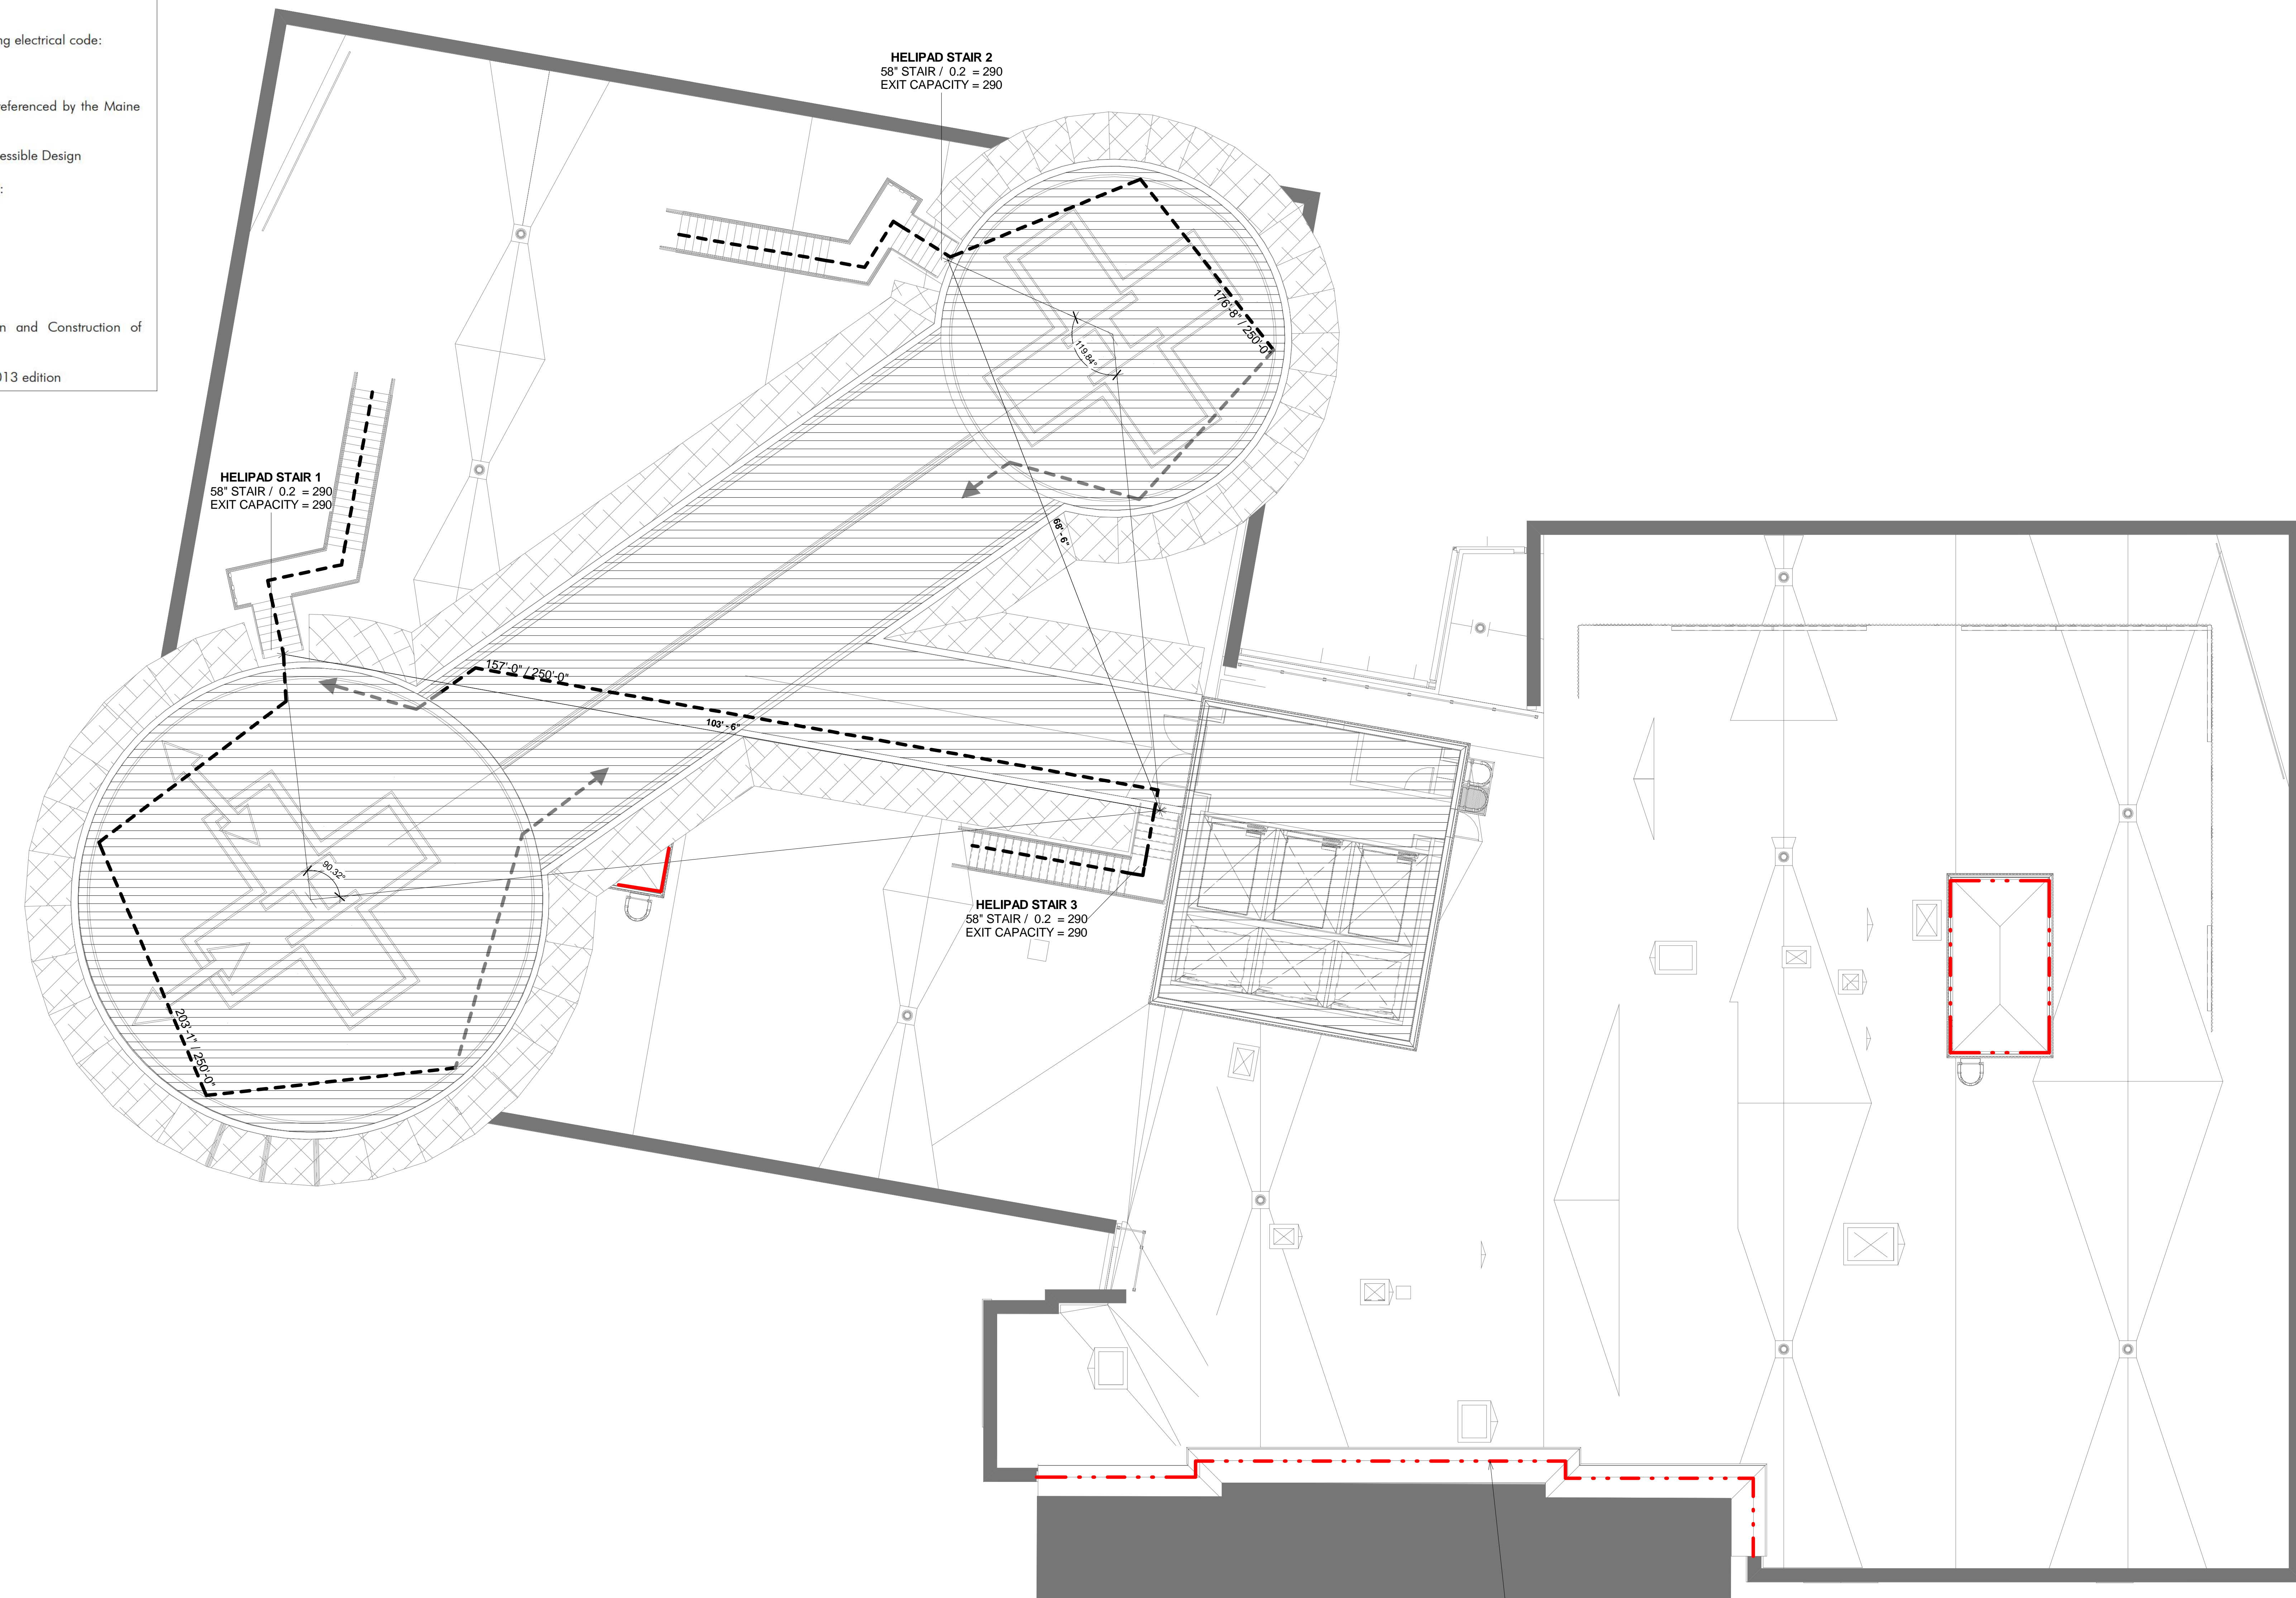 ng electrical code:
eferenced by the Maine
essible Design
:
n and Construction of
013 edition
HELIPAD STAIR 2
58" STAIR / 0.2 = 290
EXIT CAPACITY = 290
176'-8" / 250'-0"
119.84°
68' - 6"
HELIPAD STAIR 1
58" STAIR / 0.2 = 290
EXIT CAPACITY = 290
157'-0" / 250'-0"
103' - 6"
90.32°
203'-1" / 250'-0"
HELIPAD STAIR 3
58" STAIR / 0.2 = 290
EXIT CAPACITY = 290